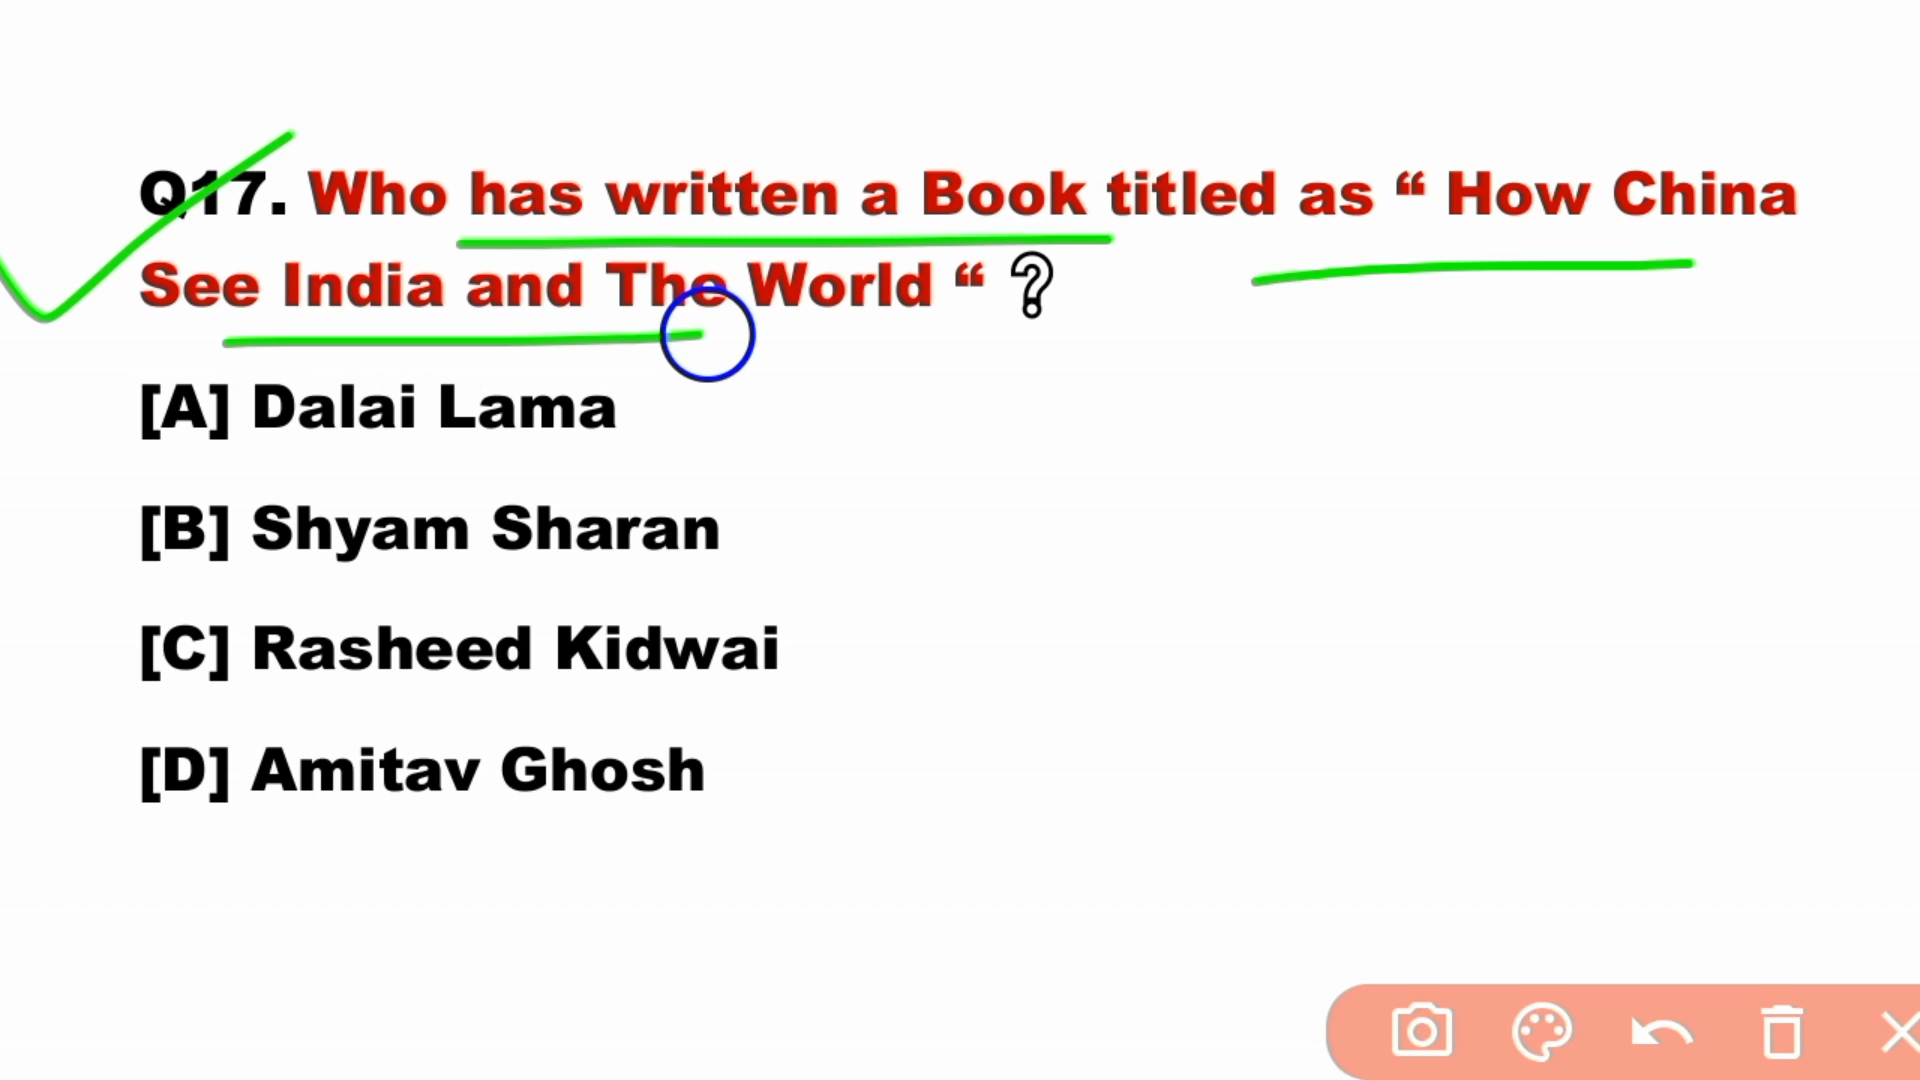 Q17. Who has written a Book titled as “ How China
See India and The World “ ?
[A] Dalai Lama
[B] Shyam Sharan
[C] Rasheed Kidwai
[D] Amitav Ghosh